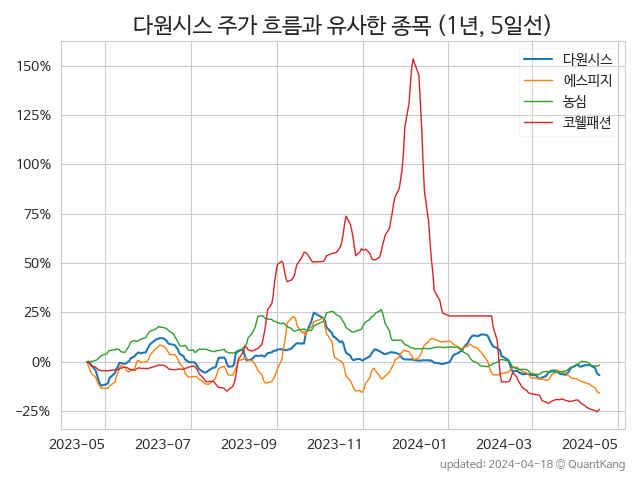 다원시스 주가 흐름과 유사한 종목 (1년, 5일선)
다원시스
에스피지
농심
코웰패션
150%
125%
100%
75%
50%
25%
0%
−25%
2023-05 2023-07 2023-09 2023-11 2024-01 2024-03 2024-05
updated: 2024-04-18 © QuantKang